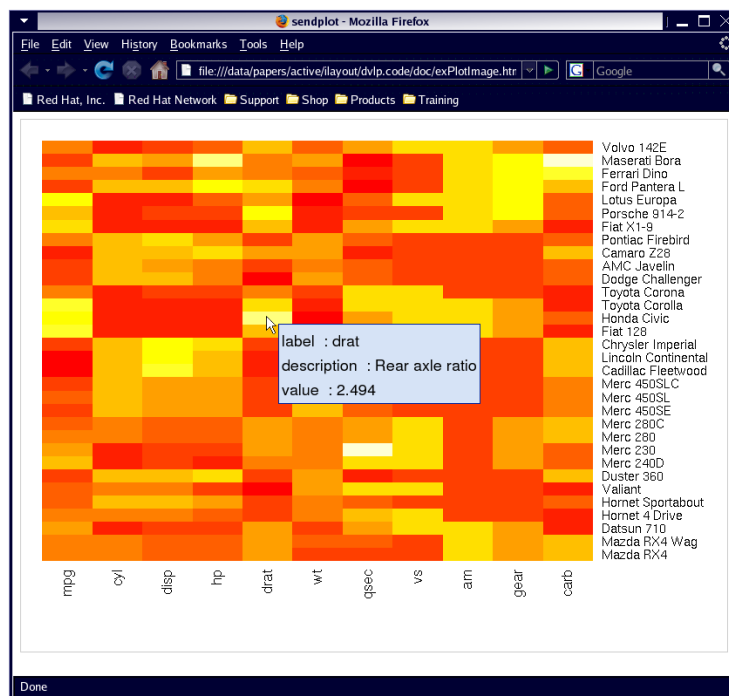 sendplot - Mozilla Firefox
File Edit View History Bookmarks Tools Help
file:///data/papers/active/ilayout/dvlp.code/doc/exPlotImage.htr
G Google
Red Hat, Inc. Red Hat Network Support Shop Products Training
Volvo 142E
Maserati Bora
Ferrari Dino
Ford Pantera L
Lotus Europa
Porsche 914-2
Fiat X1-9
Pontiac Firebird
Camaro Z28
AMC Javelin
Dodge Challenger
Toyota Corona
Toyota Corolla
Honda Civic
Fiat 128
Chrysler Imperial
Lincoln Continental
Cadillac Fleetwood
Merc 450SLC
Merc 450SL
Merc 450SE
Merc 280C
Merc 280
Merc 230
Merc 240D
Duster 360
Valiant
Hornet Sportabout
Hornet 4 Drive
Datsun 710
Mazda RX4 Wag
Mazda RX4
label : drat
description : Rear axle ratio
value : 2.494
mpg cyl disp hp drat wt qsec vs am gear carb
Done